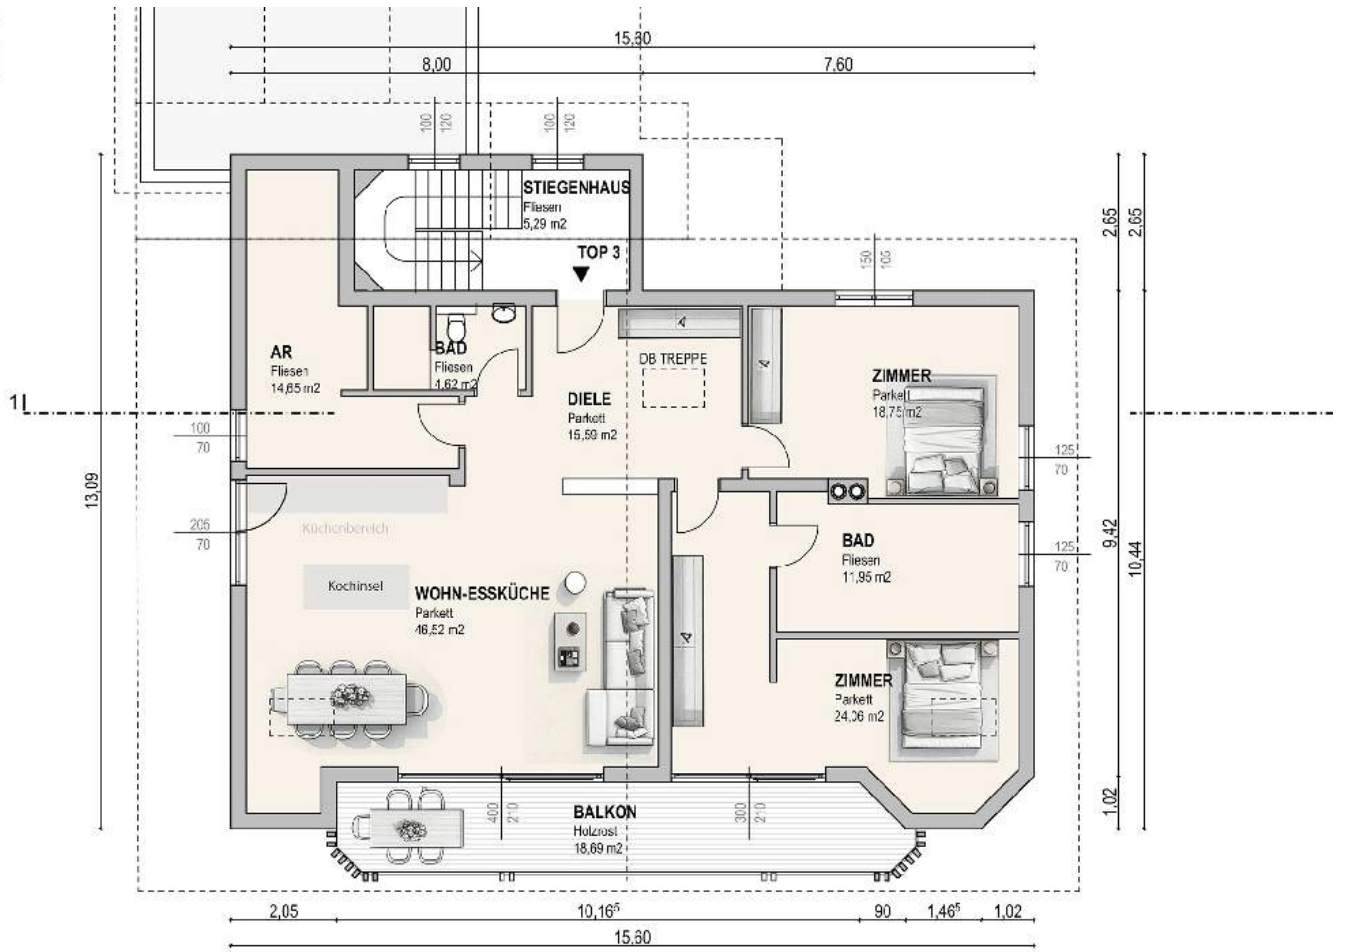 15,60
8,00
7,60
100
120
100
120
STIEGENHAUS
Fliesen
5,29 m2
TOP 3
2,65
2,65
150
100
AR
Fliesen
14,65 m2
BAD
Fliesen
4,62 m2
DB TREPPE
DIELE
Parkett
15,59 m2
ZIMMER
Parkett
18,75 m2
1
100
70
125
70
13,09
205
70
Küchenbereich
Kochinsel
WOHN-ESSKÜCHE
Parkett
46,52 m2
BAD
Fliesen
11,95 m2
125
70
9,42
10,44
ZIMMER
Parkett
24,06 m2
400
210
BALKON
Holzrost
18,69 m2
300
210
1,02
2,05
10,16⁵
90
1,46⁵
1,02
15,60